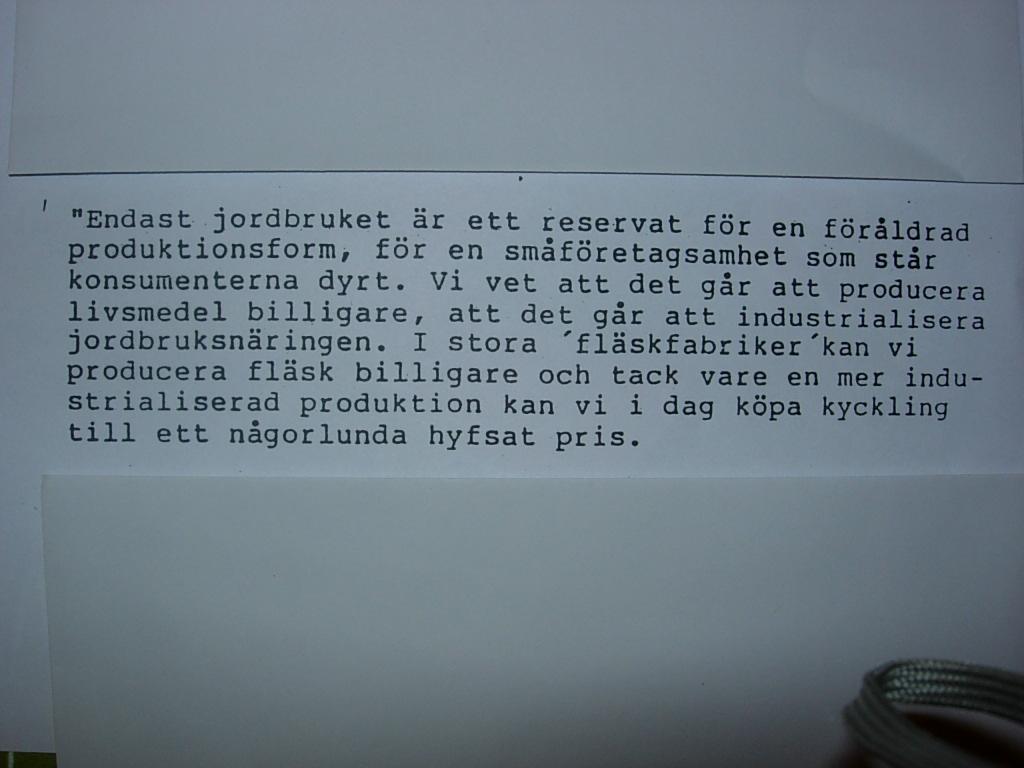 "Endast jordbruket är ett reservat för en föråldrad
produktionsform, för en småföretagsamhet som står
konsumenterna dyrt. Vi vet att det går att producera
livsmedel billigare, att det går att industrialisera
jordbruksnäringen. I stora ´fläskfabriker´kan vi
producera fläsk billigare och tack vare en mer indu-
strialiserad produktion kan vi i dag köpa kyckling
till ett någorlunda hyfsat pris.